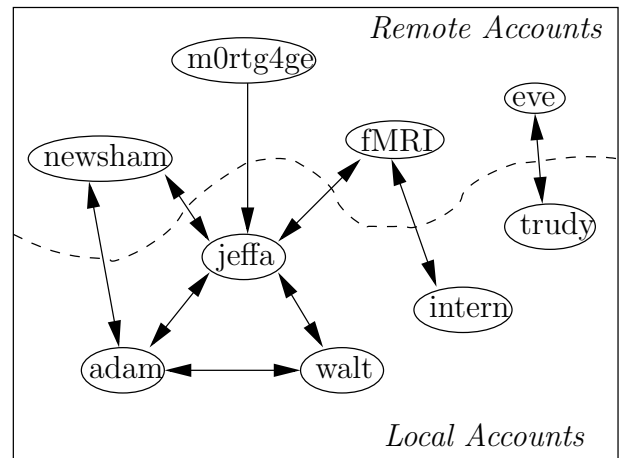 Remote Accounts
m0rtg4ge
eve
fMRI
newsham
trudy
jeffa
intern
adam
walt
Local Accounts